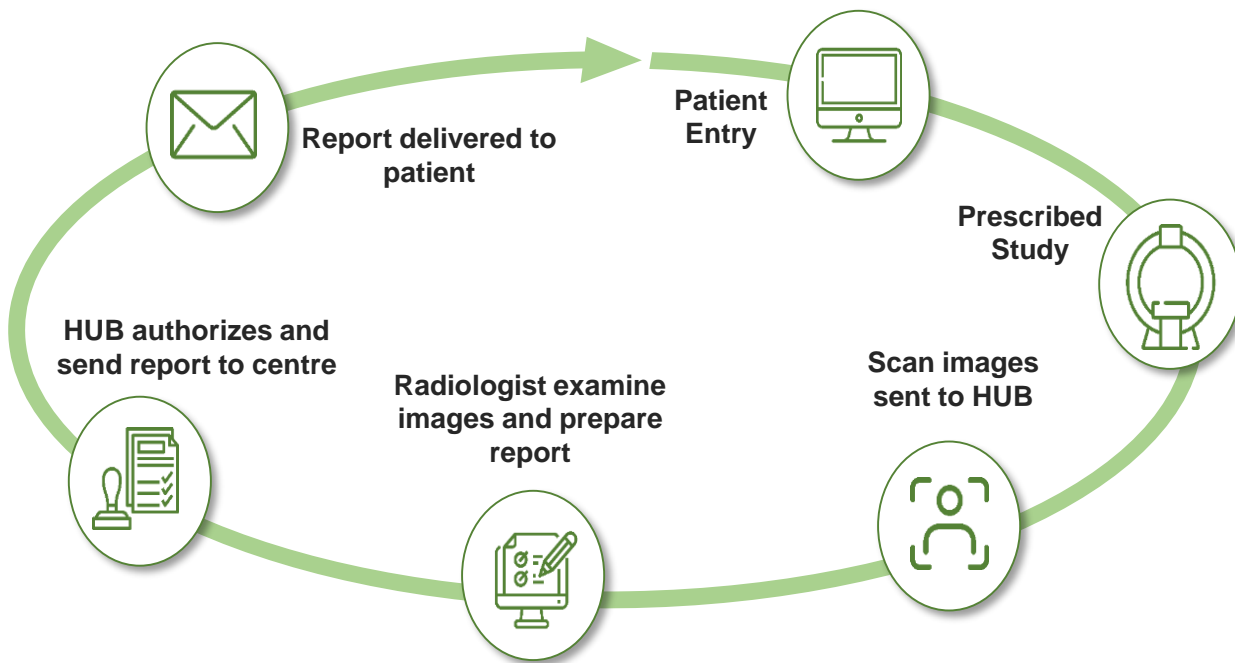 Patient
Entry
Prescribed
Study
Scan images
sent to HUB
Radiologist examine
images and prepare
report
HUB authorizes and
send report to centre
Report delivered to
patient